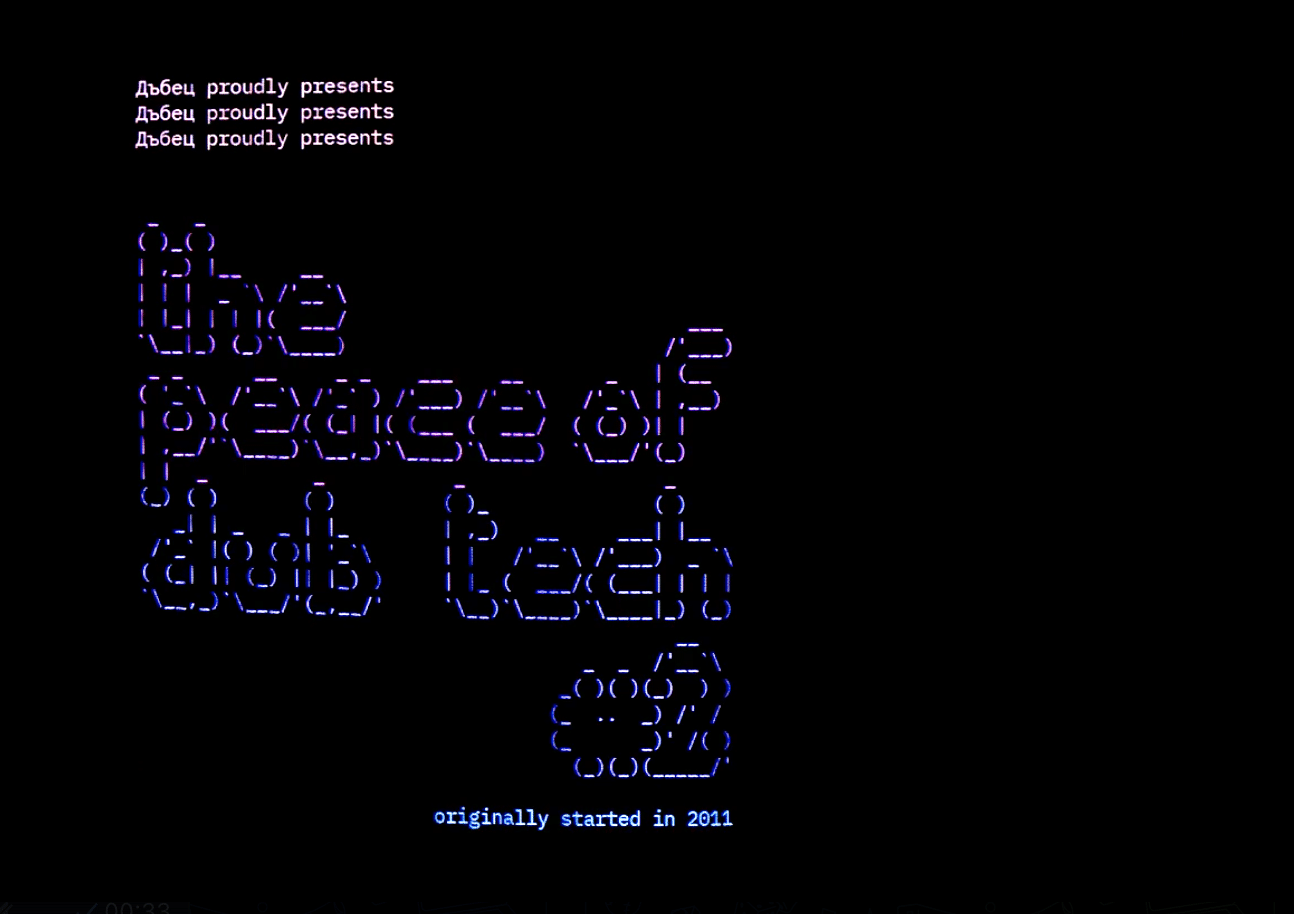 Дъбец proudly presents
Дъбец proudly presents
Дъбец proudly presents
the
peace of
dub tech
#2
originally started in 2011
00:33